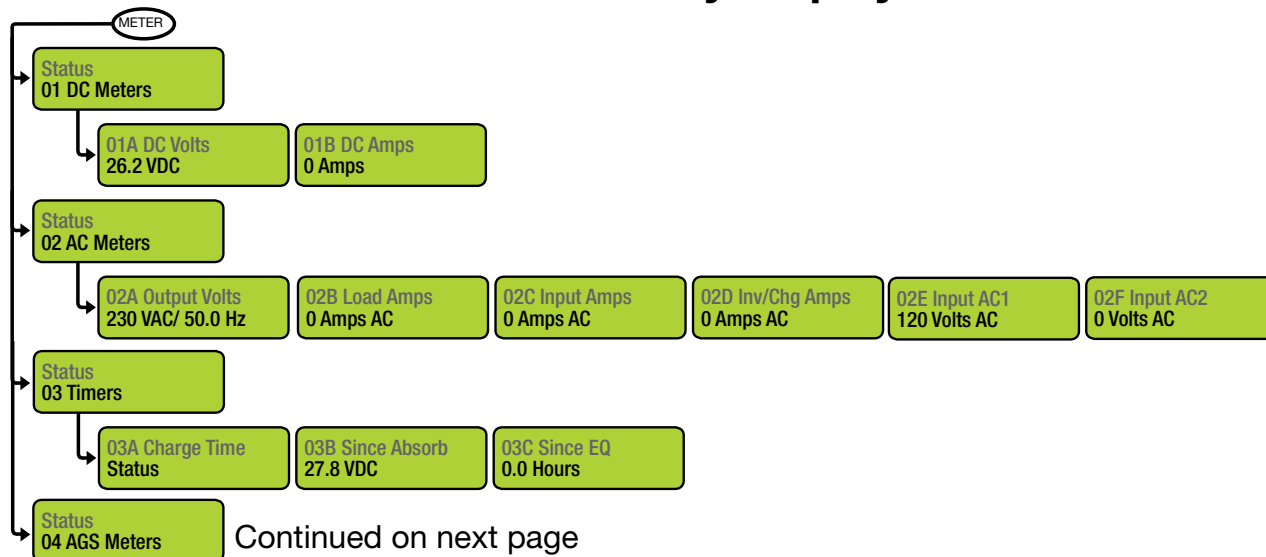 METER
Status
01 DC Meters
01A DC Volts
26.2 VDC
01B DC Amps
0 Amps
Status
02 AC Meters
02A Output Volts
230 VAC/ 50.0 Hz
02B Load Amps
0 Amps AC
02C Input Amps
0 Amps AC
02D Inv/Chg Amps
0 Amps AC
02E Input AC1
120 Volts AC
02F Input AC2
0 Volts AC
Status
03 Timers
03A Charge Time
Status
03B Since Absorb
27.8 VDC
03C Since EQ
0.0 Hours
Status
04 AGS Meters
Continued on next page